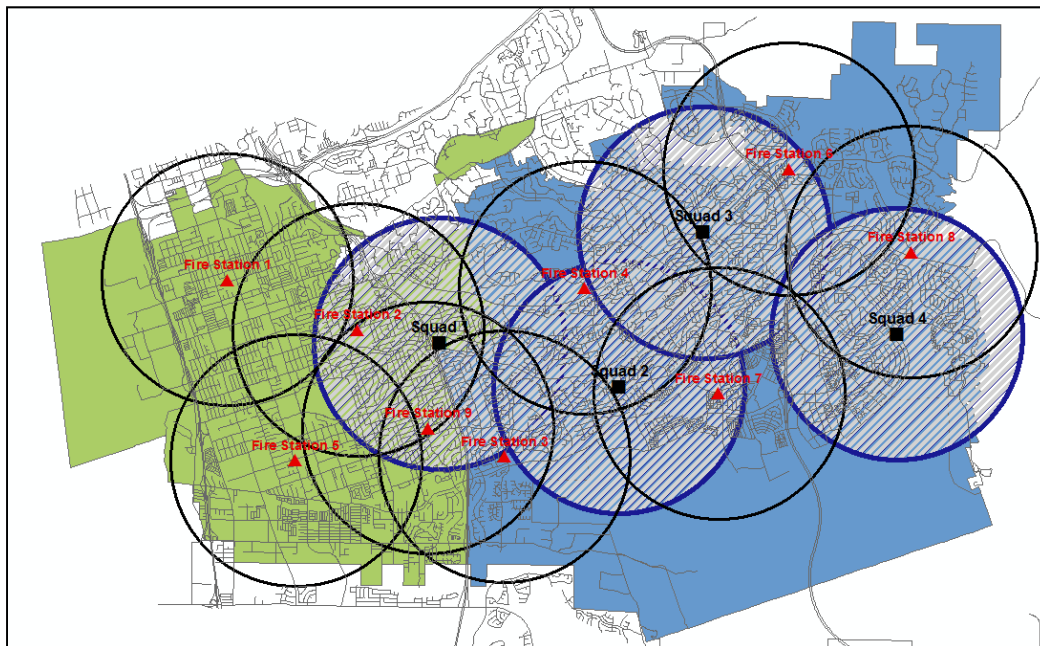 Fire Station 6
Squad 3
Fire Station 8
Fire Station 1
Fire Station 4
Fire Station 2
Squad 1
Squad 4
Squad 2
Fire Station 7
Fire Station 9
Fire Station 3
Fire Station 5